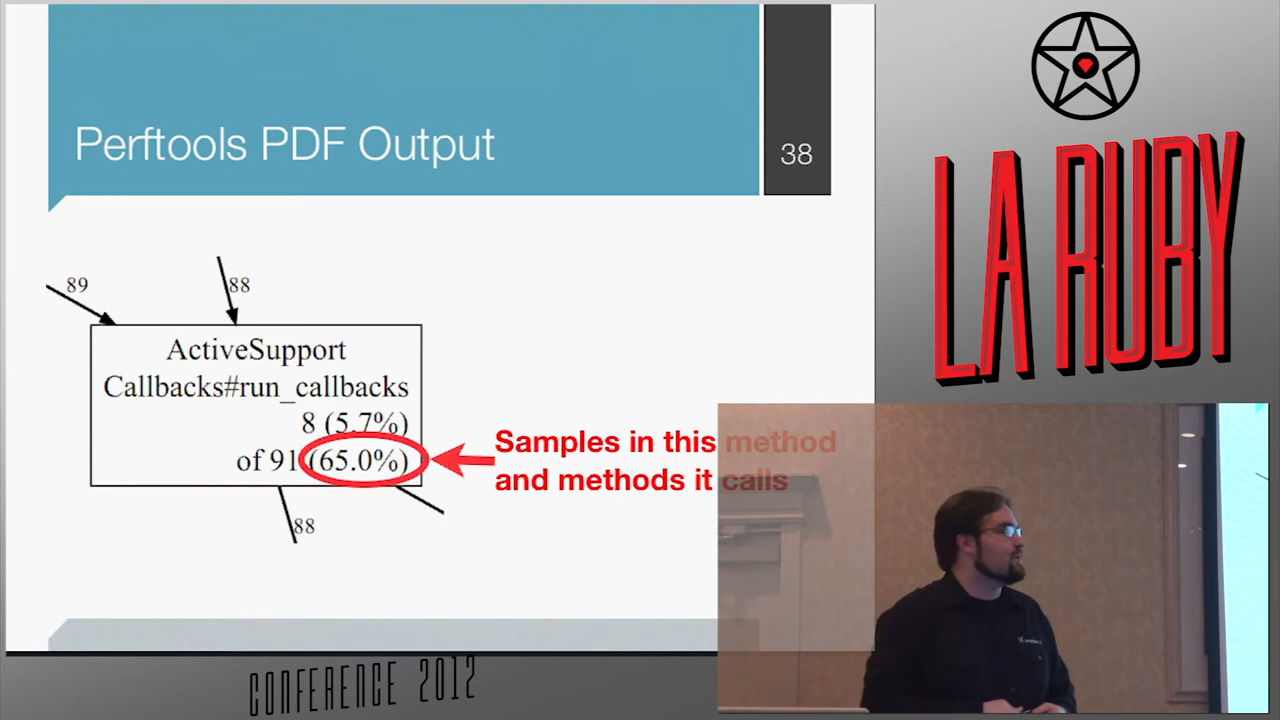 Perftools PDF Output
38
89
88
ActiveSupport
Callbacks#run_callbacks
8 (5.7%)
of 91 (65.0%)
Samples in this method
and methods it calls
88
LA RUBY
CONFERENCE 2012